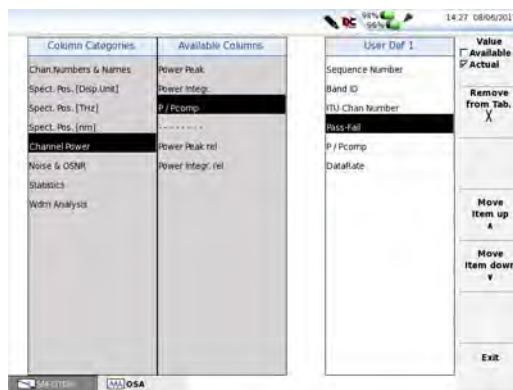 98%
96%
DC
14:27 08/06/201
Column Categories
Chan.Numbers & Names
Spect. Pos. [Disp.Unit]
Spect. Pos. [THz]
Spect. Pos. [nm]
Channel Power
Noise & OSNR
Statistics
Wdm Analysis
Available Columns
Power Peak
Power Integr.
P / Pcomp
---------
Power Peak rel
Power Integr. rel
User Def 1
Sequence Number
Band ID
ITU Chan Number
Pass-Fail
P / Pcomp
DataRate
Value
Available
Actual
Remove
from Tab.
X
Move
Item up
Move
Item down
Exit
OSA